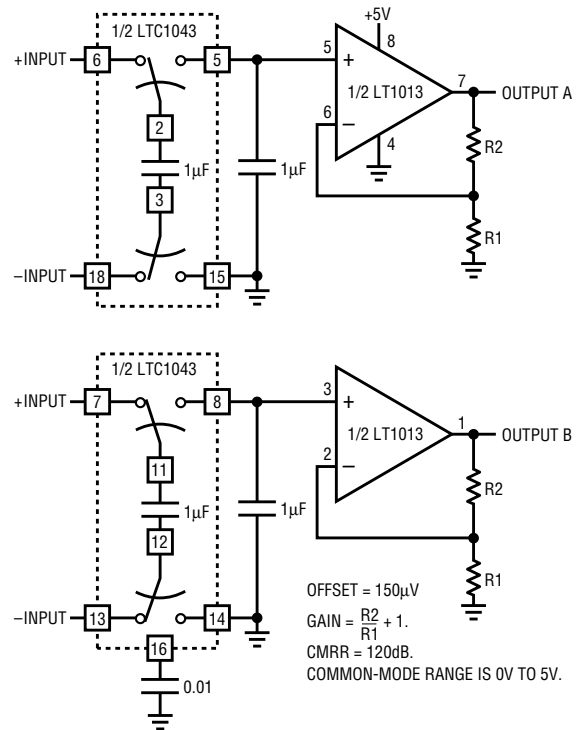 1/2 LTC1043
+5V
+INPUT
6
5
5
+
8
7
OUTPUT A
1/2 LT1013
2
6
–
4
R2
1µF
1µF
3
R1
–INPUT
18
15
1/2 LTC1043
+INPUT
7
8
3
+
1
OUTPUT B
1/2 LT1013
11
2
–
R2
1µF
1µF
12
R1
–INPUT
13
14
16
0.01
OFFSET = 150µV
GAIN = R2/R1 + 1.
CMRR = 120dB.
COMMON-MODE RANGE IS 0V TO 5V.